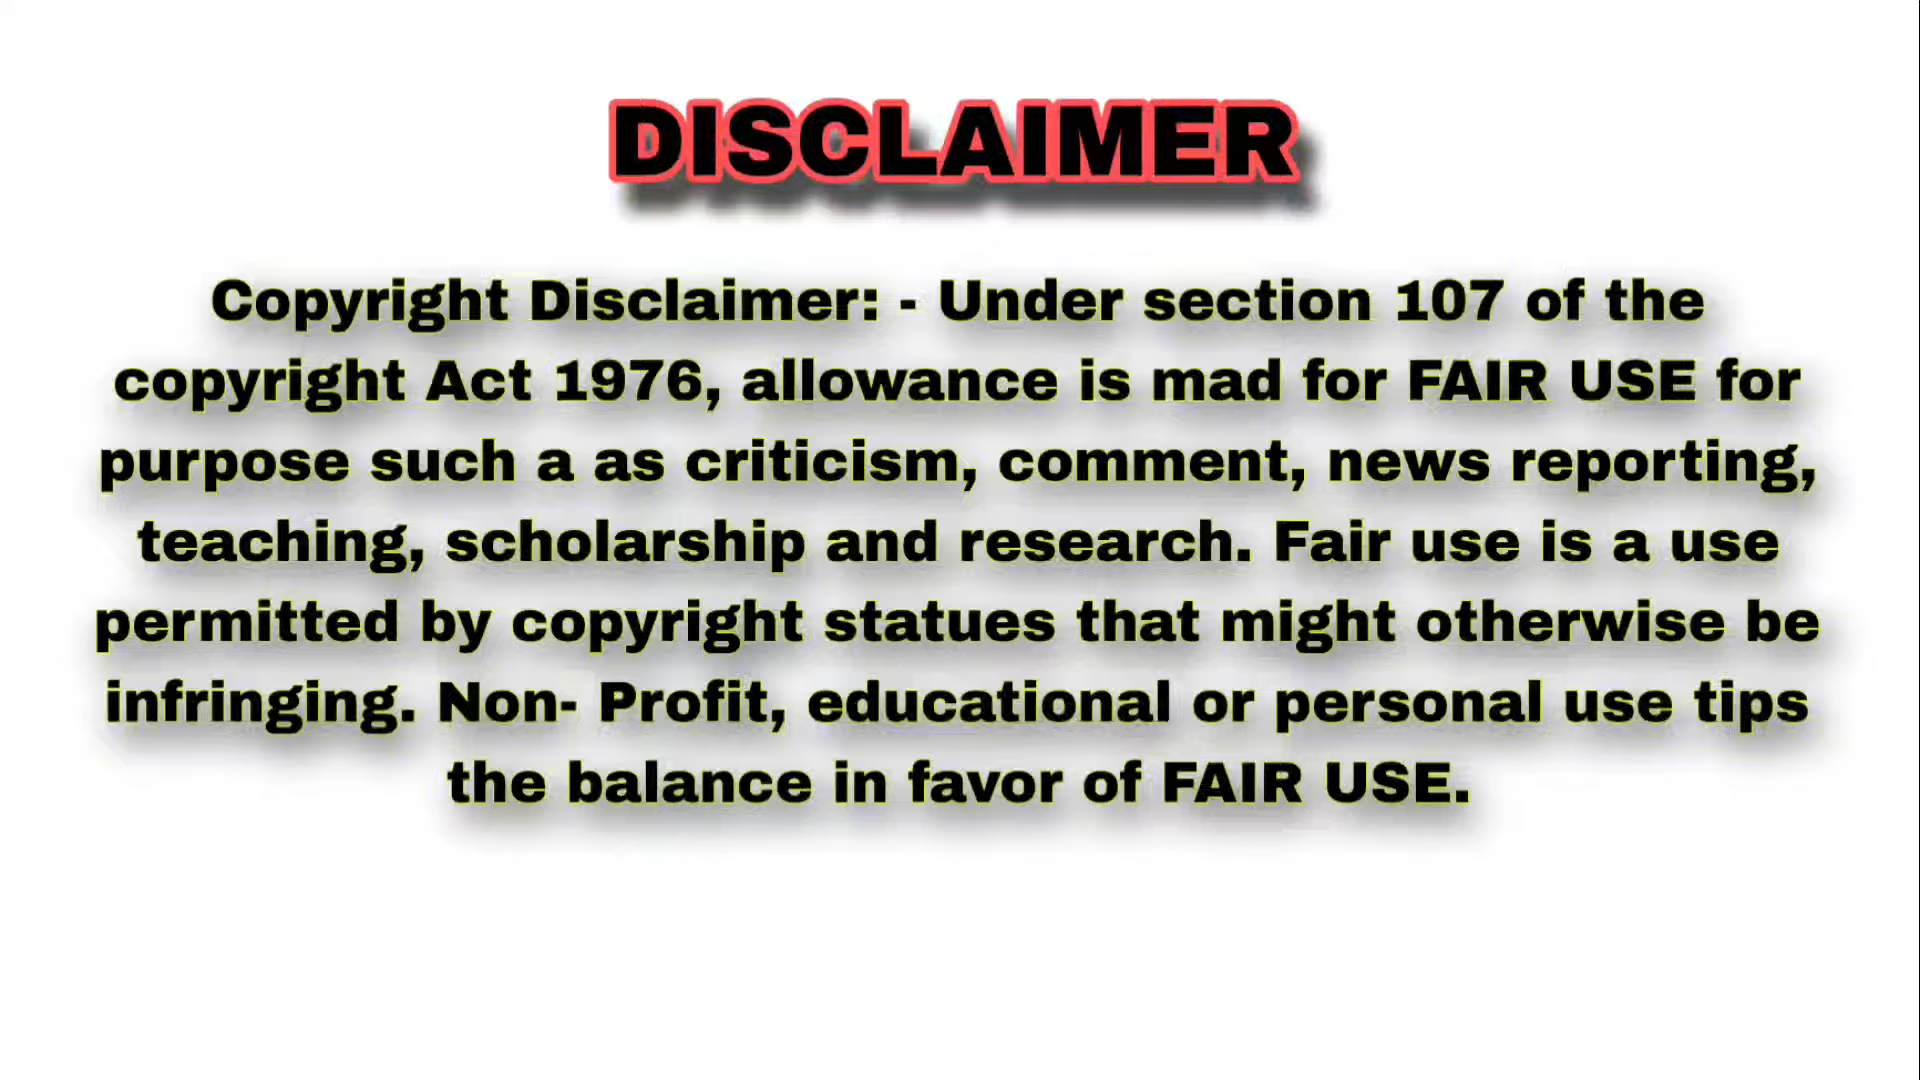 DISCLAIMER
Copyright Disclaimer: - Under section 107 of the
copyright Act 1976, allowance is mad for FAIR USE for
purpose such a as criticism, comment, news reporting,
teaching, scholarship and research. Fair use is a use
permitted by copyright statues that might otherwise be
infringing. Non- Profit, educational or personal use tips
the balance in favor of FAIR USE.